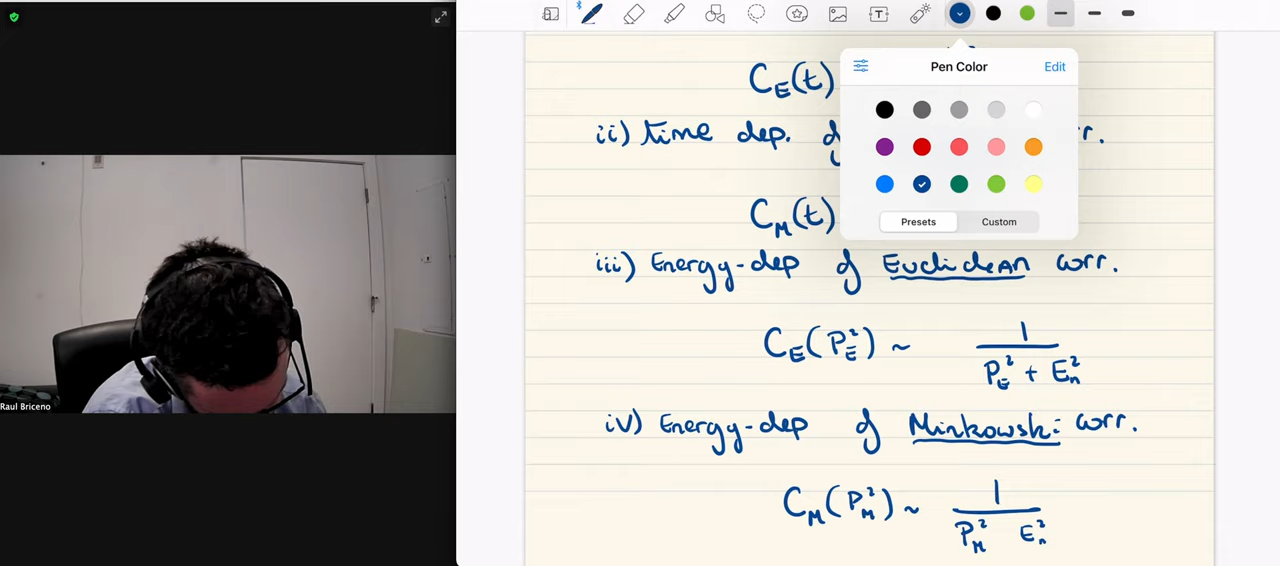 Pen Color
Edit
Presets
Custom
C_E(t)
ii) time dep. of
rr.
C_M(t)
iii) Energy-dep of Euclidean corr.
C_E(P_E^2) ~ 1 / (P_E^2 + E_n^2)
iv) Energy-dep of Minkowski corr.
C_M(P_M^2) ~ 1 / (P_M^2 E_n^2)
Raul Briceno